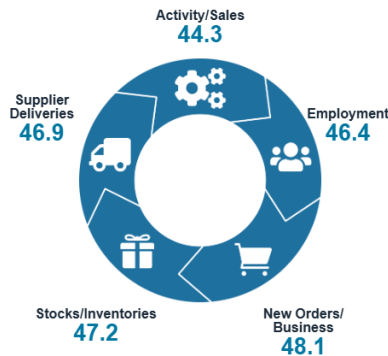 Activity/Sales
44.3
Supplier
Deliveries
46.9
Employment
46.4
Stocks/Inventories
47.2
New Orders/
Business
48.1